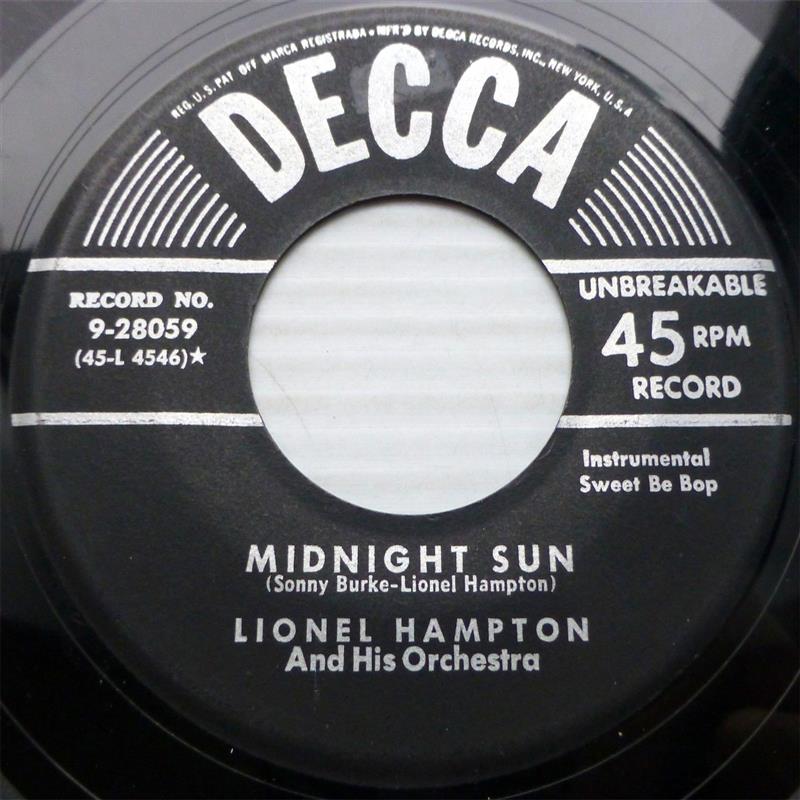 REG. U.S. PAT OFF MARCA REGISTRADA • MFR'D BY DECCA RECORDS, INC., NEW YORK, U.S.A
DECCA
RECORD NO.
9-28059
(45-L 4546)★
UNBREAKABLE
45 RPM
RECORD
Instrumental
Sweet Be Bop
MIDNIGHT SUN
(Sonny Burke-Lionel Hampton)
LIONEL HAMPTON
And His Orchestra